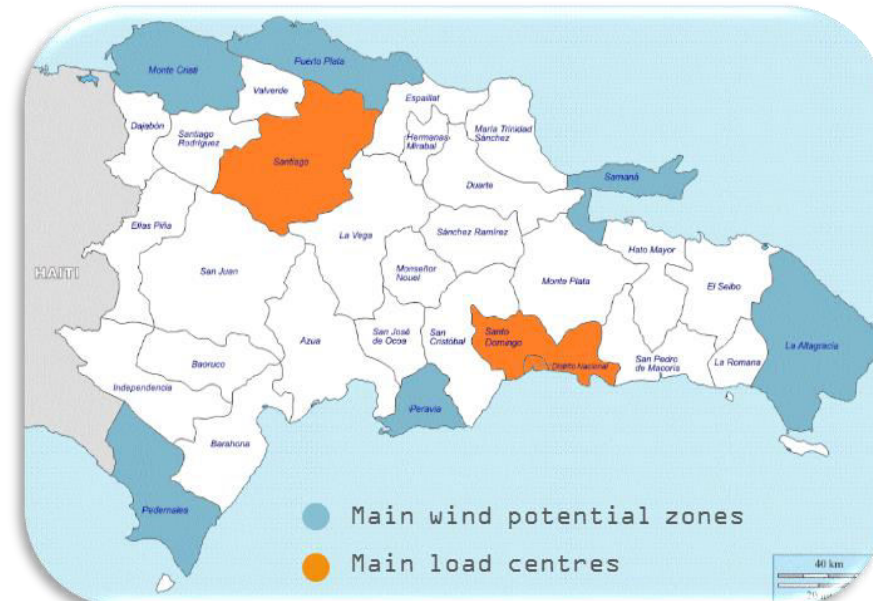 Puerto Plata
Monte Cristi
Valverde
Espaillat
Dajabón
Santiago
Rodríguez
Hermanas
Mirabal
María Trinidad
Sánchez
Santiago
Samaná
Duarte
Elías Piña
La Vega
Sánchez Ramírez
Hato Mayor
HAITI
San Juan
Monseñor
Nouel
Monte Plata
El Seibo
Azua
San José
de Ocoa
San
Cristóbal
Santo
Domingo
La Altagracia
Baoruco
Distrito Nacional
San Pedro
de Macorís
La Romana
Independencia
Peravia
Barahona
Pedernales
Main wind potential zones
Main load centres
40 km